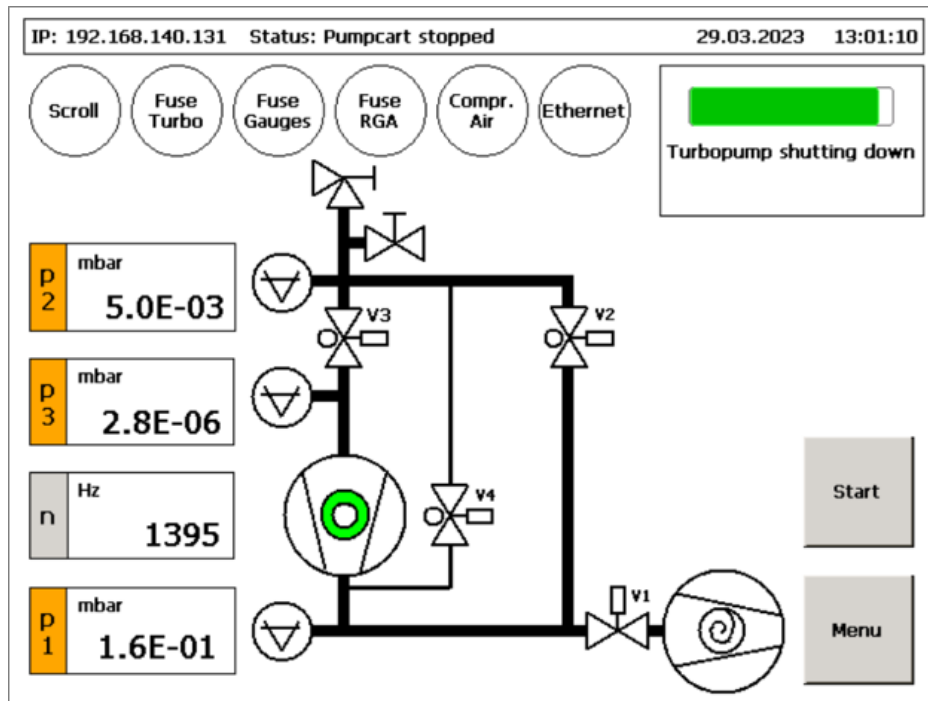 IP: 192.168.140.131 Status: Pumpcart stopped 29.03.2023 13:01:10
Scroll
Fuse
Turbo
Fuse
Gauges
Fuse
RGA
Compr.
Air
Ethernet
Turbopump shutting down
p
2
mbar
5.0E-03
V3
V2
p
3
mbar
2.8E-06
n
Hz
1395
V4
Start
p
1
mbar
1.6E-01
V1
Menu